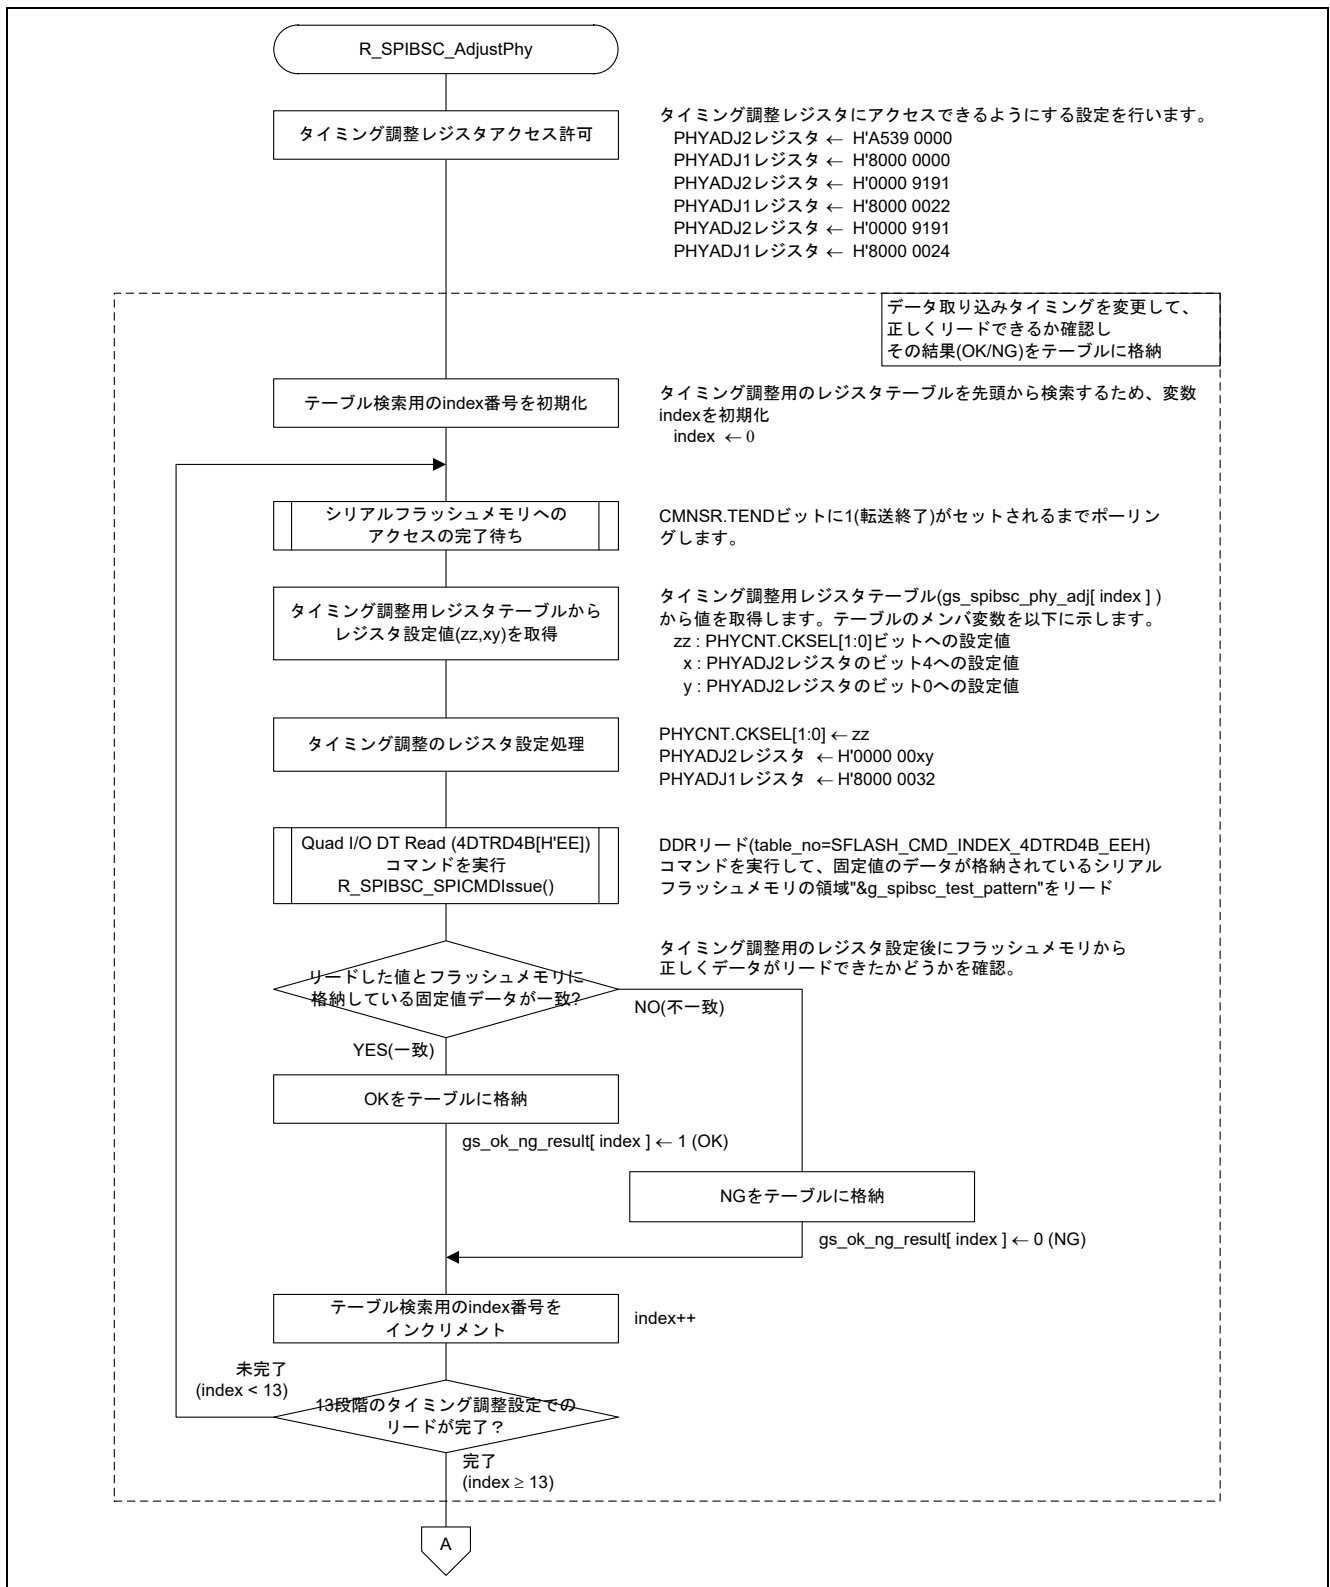 R_SPIBSC_AdjustPhy
タイミング調整レジスタアクセス許可
タイミング調整レジスタにアクセスできるようにする設定を行います。
PHYADJ2レジスタ ← H'A539 0000
PHYADJ1レジスタ ← H'8000 0000
PHYADJ2レジスタ ← H'0000 9191
PHYADJ1レジスタ ← H'8000 0022
PHYADJ2レジスタ ← H'0000 9191
PHYADJ1レジスタ ← H'8000 0024
データ取り込みタイミングを変更して、
正しくリードできるか確認し
その結果(OK/NG)をテーブルに格納
テーブル検索用のindex番号を初期化
タイミング調整用のレジスタテーブルを先頭から検索するため、変数
indexを初期化
index ← 0
シリアルフラッシュメモリへの
アクセスの完了待ち
CMNSR.TENDビットに1(転送終了)がセットされるまでポーリン
グします。
タイミング調整用レジスタテーブルから
レジスタ設定値(zz,xy)を取得
タイミング調整用レジスタテーブル(gs_spibsc_phy_adj[ index ] )
から値を取得します。テーブルのメンバ変数を以下に示します。
zz : PHYCNT.CKSEL[1:0]ビットへの設定値
x : PHYADJ2レジスタのビット4への設定値
y : PHYADJ2レジスタのビット0への設定値
タイミング調整のレジスタ設定処理
PHYCNT.CKSEL[1:0] ← zz
PHYADJ2レジスタ ← H'0000 00xy
PHYADJ1レジスタ ← H'8000 0032
Quad I/O DT Read (4DTRD4B[H'EE])
コマンドを実行
R_SPIBSC_SPICMDIssue()
DDRリード(table_no=SFLASH_CMD_INDEX_4DTRD4B_EEH)
コマンドを実行して、固定値のデータが格納されているシリアル
フラッシュメモリの領域"&g_spibsc_test_pattern"をリード
リードした値とフラッシュメモリに
格納している固定値データが一致?
タイミング調整用のレジスタ設定後にフラッシュメモリから
正しくデータがリードできたかどうかを確認。
NO(不一致)
YES(一致)
OKをテーブルに格納
gs_ok_ng_result[ index ] ← 1 (OK)
NGをテーブルに格納
gs_ok_ng_result[ index ] ← 0 (NG)
テーブル検索用のindex番号を
インクリメント
index++
未完了
(index < 13)
13段階のタイミング調整設定での
リードが完了？
完了
(index ≥ 13)
A